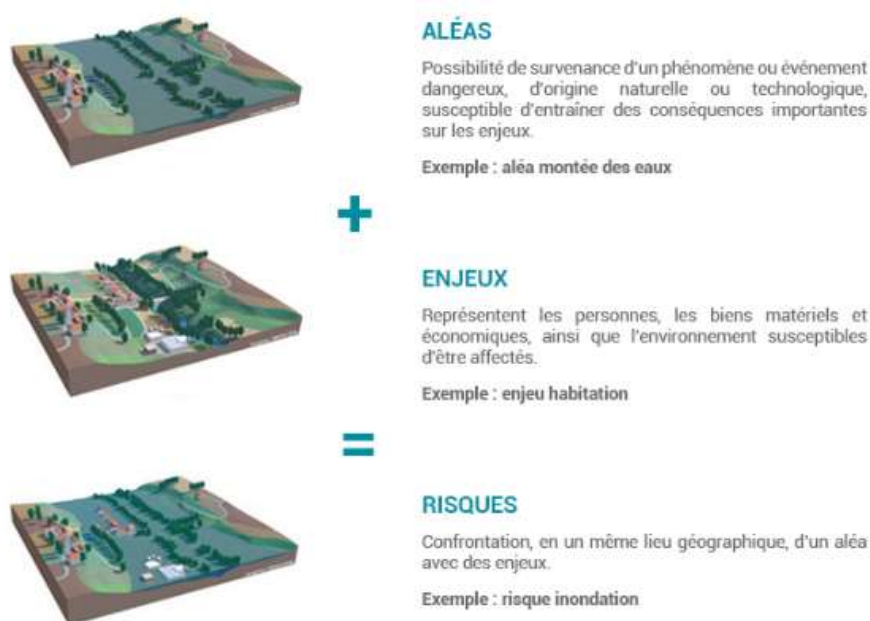 ALÉAS
Possibilité de survenance d'un phénomène ou événement
dangereux, d'origine naturelle ou technologique,
susceptible d'entraîner des conséquences importantes
sur les enjeux.
Exemple : aléa montée des eaux
+
ENJEUX
Représentent les personnes, les biens matériels et
économiques, ainsi que l'environnement susceptibles
d'être affectés.
Exemple : enjeu habitation
=
RISQUES
Confrontation, en un même lieu géographique, d'un aléa
avec des enjeux.
Exemple : risque inondation